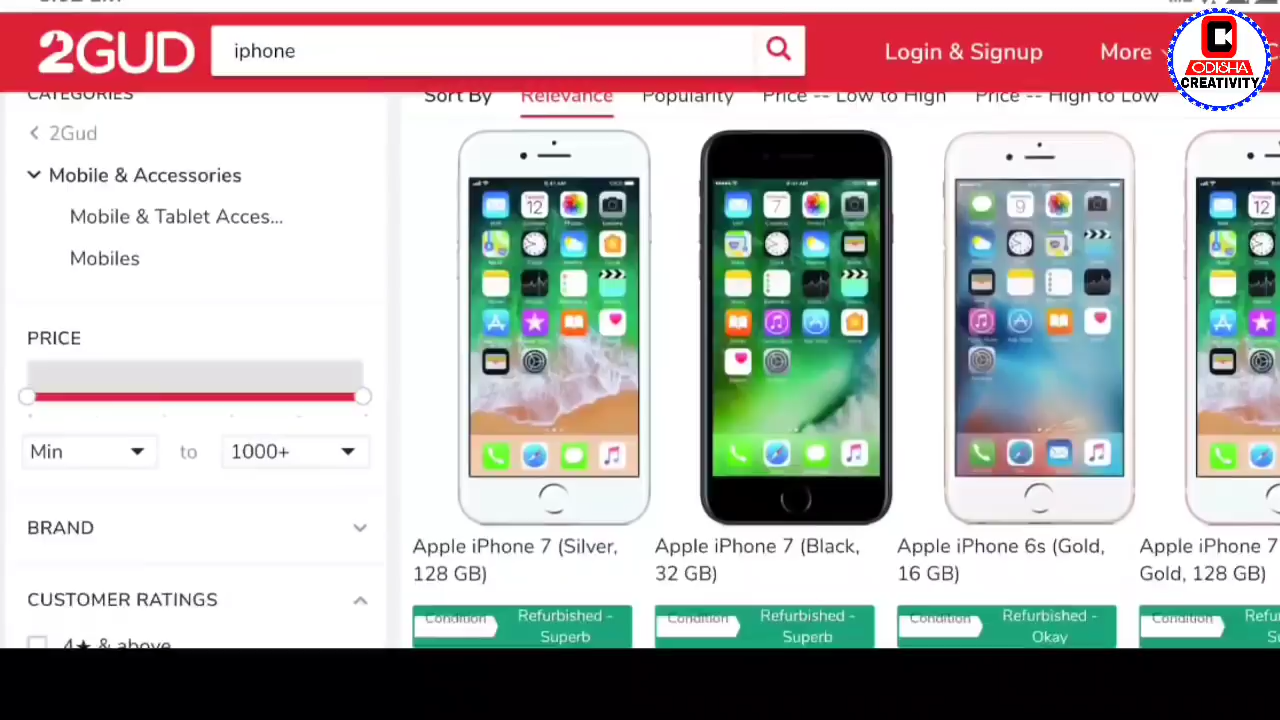 2GUD
iphone
Login & Signup
More
ODISHA
CREATIVITY
CATEGORIES
Sort By
Relevance
Popularity
Price -- Low to High
Price -- High to Low
2Gud
Mobile & Accessories
Mobile & Tablet Acces...
Mobiles
PRICE
Min
to
1000+
BRAND
CUSTOMER RATINGS
4★ & above
Apple iPhone 7 (Silver,
128 GB)
Condition
Refurbished -
Superb
Apple iPhone 7 (Black,
32 GB)
Condition
Refurbished -
Superb
Apple iPhone 6s (Gold,
16 GB)
Condition
Refurbished -
Okay
Apple iPhone 7
Gold, 128 GB)
Condition